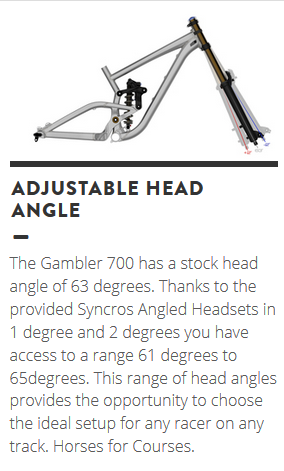 ADJUSTABLE HEAD
ANGLE
The Gambler 700 has a stock head
angle of 63 degrees. Thanks to the
provided Syncros Angled Headsets in
1 degree and 2 degrees you have
access to a range 61 degrees to
65degrees. This range of head angles
provides the opportunity to choose
the ideal setup for any racer on any
track. Horses for Courses.